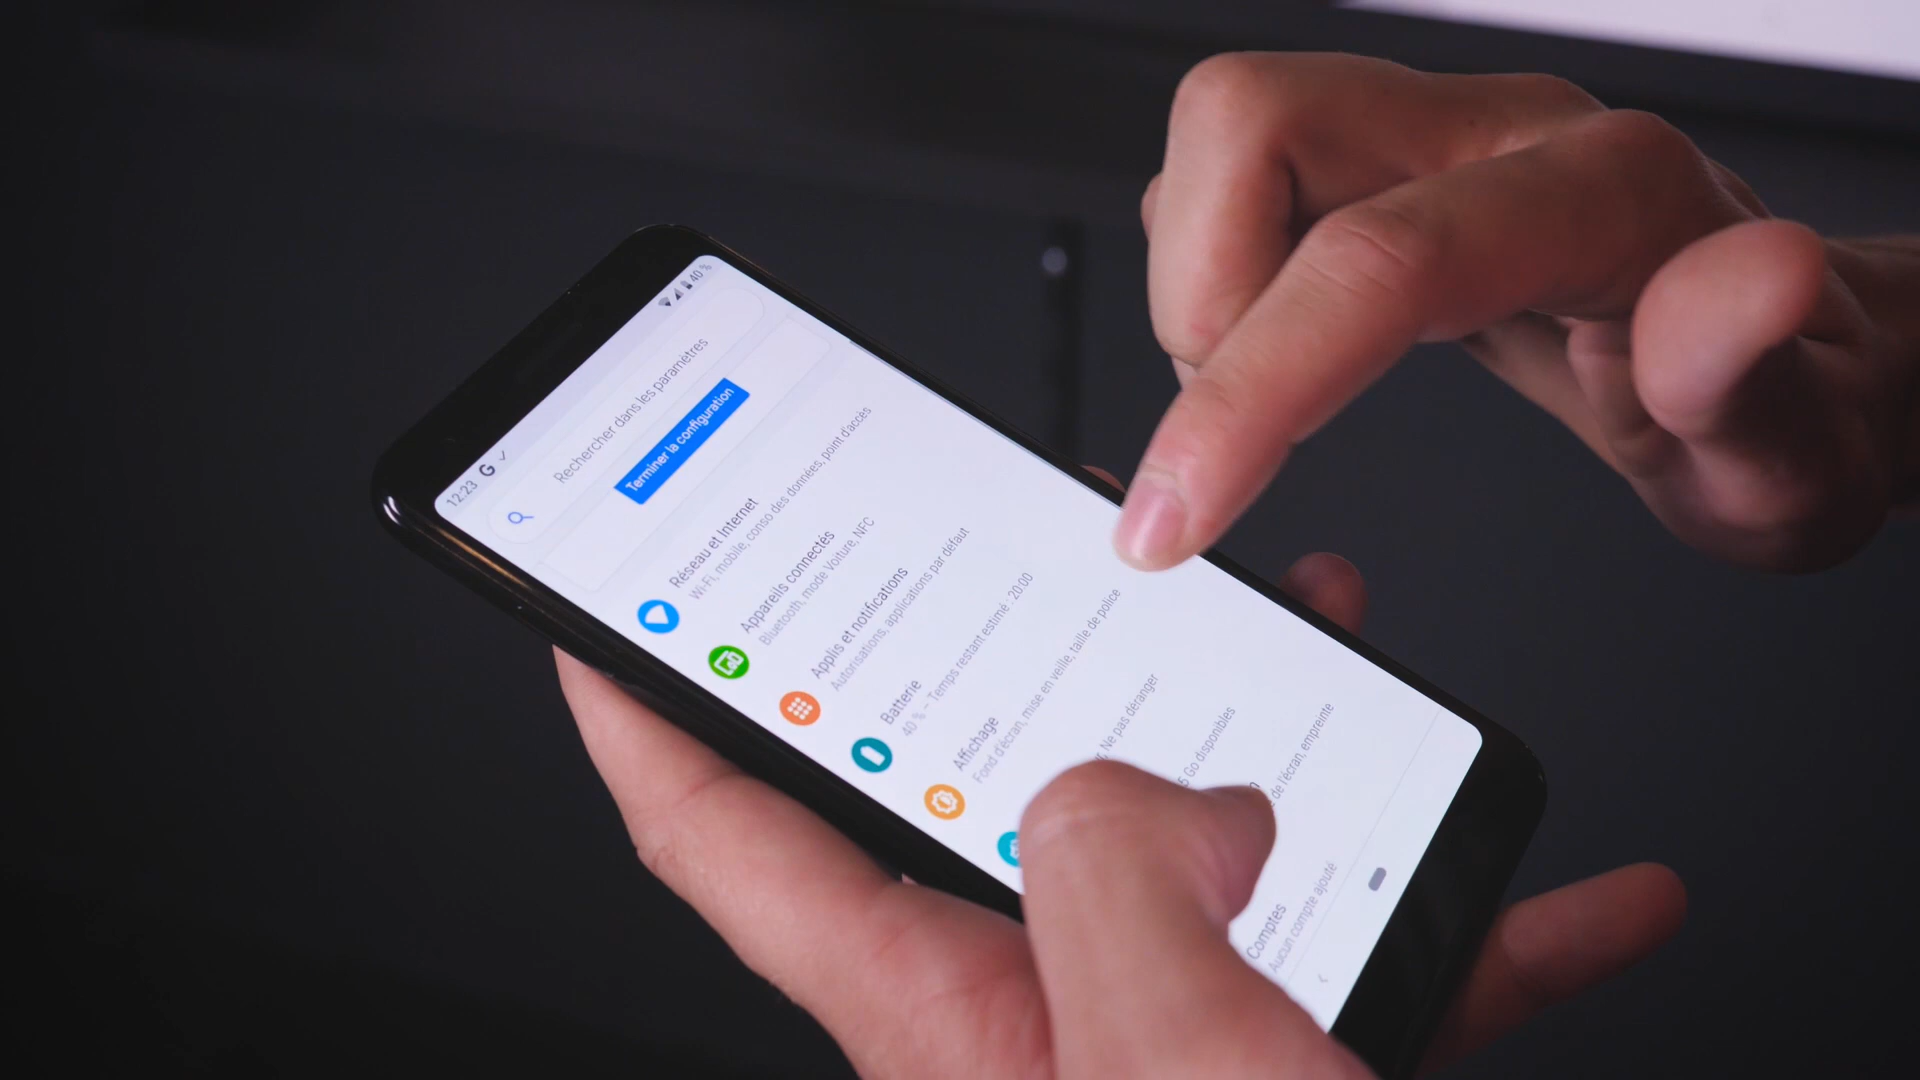 12:23 G 40 %
Rechercher dans les paramètres
Terminer la configuration
Réseau et Internet
Wi-Fi, mobile, conso des données, point d'accès
Appareils connectés
Bluetooth, mode Voiture, NFC
Applis et notifications
Autorisations, applications par défaut
Batterie
40 % – Temps restant estimé : 20:00
Affichage
Fond d'écran, mise en veille, taille de police
Ne pas déranger
Go disponibles
de l'écran, empreinte
Comptes
Aucun compte ajouté